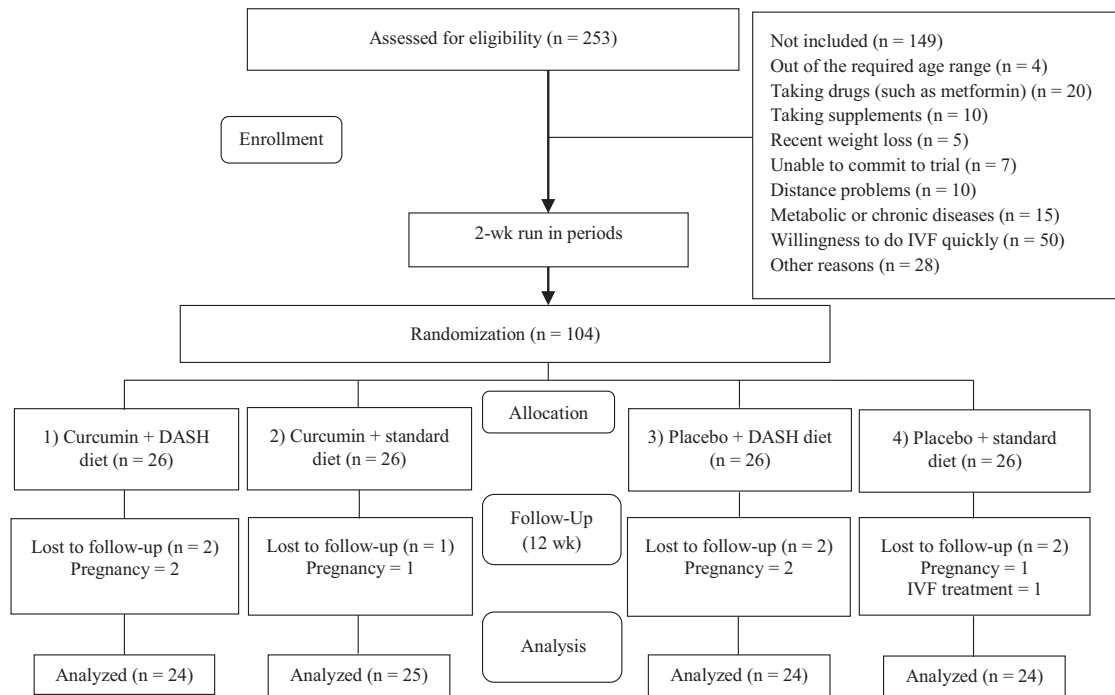 Assessed for eligibility (n = 253)
Not included (n = 149)
Out of the required age range (n = 4)
Taking drugs (such as metformin) (n = 20)
Taking supplements (n = 10)
Recent weight loss (n = 5)
Unable to commit to trial (n = 7)
Distance problems (n = 10)
Metabolic or chronic diseases (n = 15)
Willingness to do IVF quickly (n = 50)
Other reasons (n = 28)
Enrollment
2-wk run in periods
Randomization (n = 104)
Allocation
1) Curcumin + DASH
diet (n = 26)
2) Curcumin + standard
diet (n = 26)
3) Placebo + DASH diet
(n = 26)
4) Placebo + standard
diet (n = 26)
Follow-Up
(12 wk)
Lost to follow-up (n = 2)
Pregnancy = 2
Lost to follow-up (n = 1)
Pregnancy = 1
Lost to follow-up (n = 2)
Pregnancy = 2
Lost to follow-up (n = 2)
Pregnancy = 1
IVF treatment = 1
Analysis
Analyzed (n = 24)
Analyzed (n = 25)
Analyzed (n = 24)
Analyzed (n = 24)